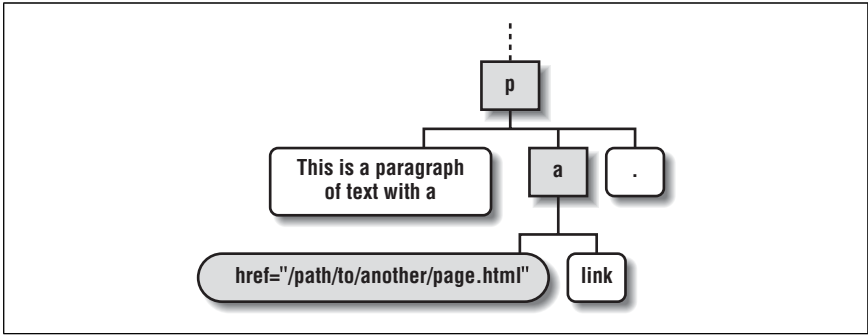 p
This is a paragraph
of text with a
a
.
href="/path/to/another/page.html"
link